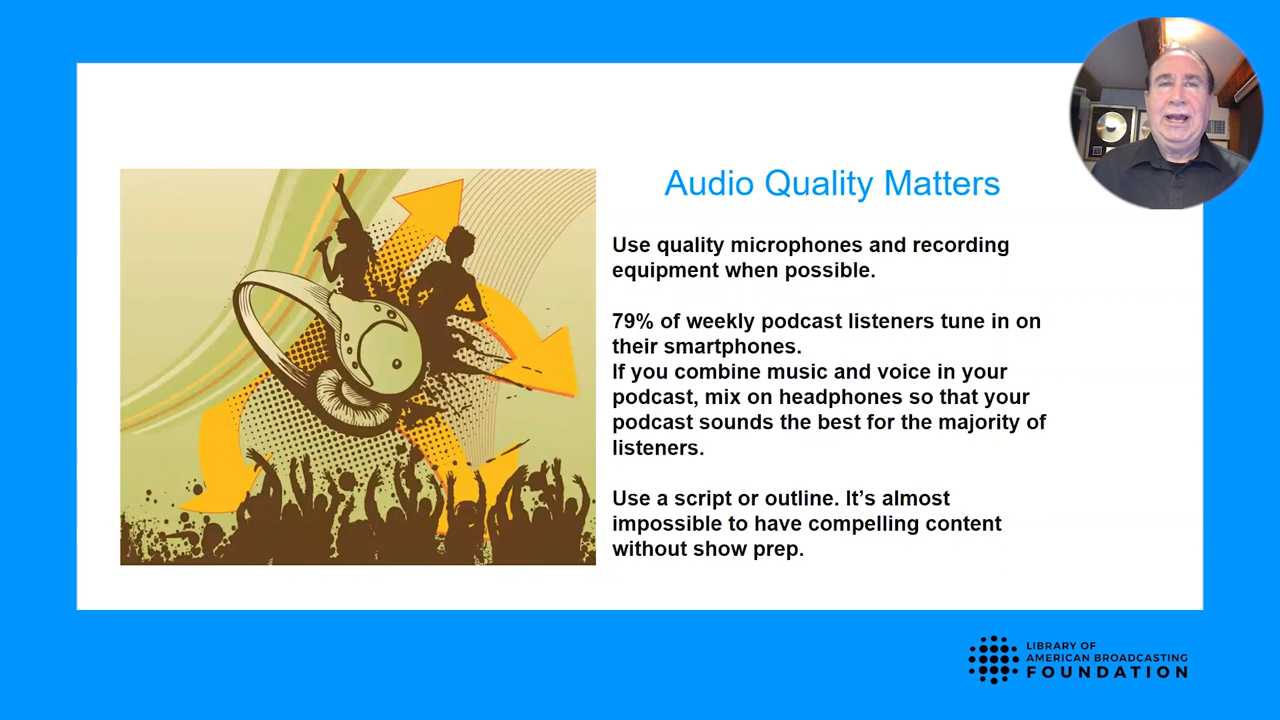 Audio Quality Matters
Use quality microphones and recording
equipment when possible.
79% of weekly podcast listeners tune in on
their smartphones.
If you combine music and voice in your
podcast, mix on headphones so that your
podcast sounds the best for the majority of
listeners.
Use a script or outline. It’s almost
impossible to have compelling content
without show prep.
LIBRARY OF
AMERICAN BROADCASTING
FOUNDATION